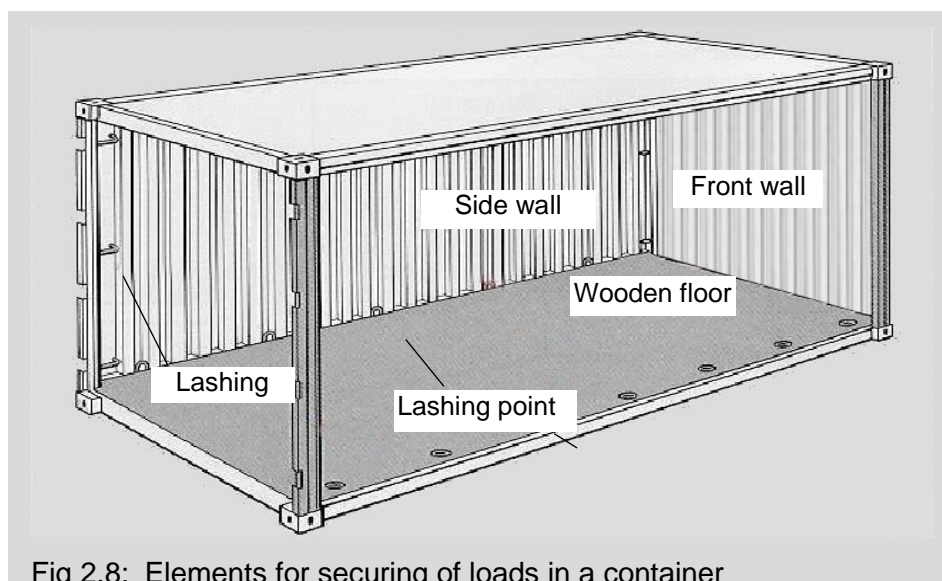 Side wall
Front wall
Wooden floor
Lashing
Lashing point
Fig 2.8: Elements for securing of loads in a container